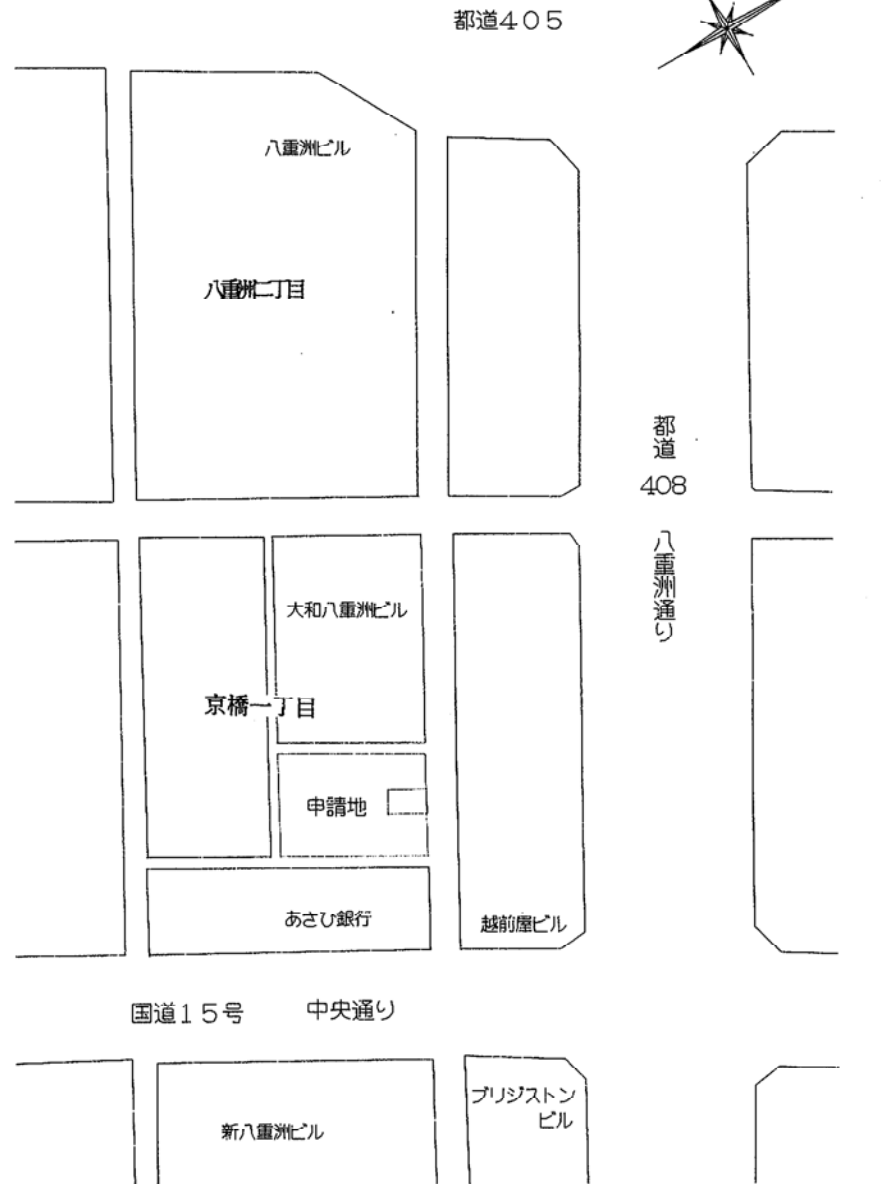 都道405
八重洲ビル
八重洲二丁目
都道
408
八重洲通り
大和八重洲ビル
京橋一丁目
申請地
あさひ銀行
越前屋ビル
国道15号 中央通り
ブリジストン
ビル
新八重洲ビル